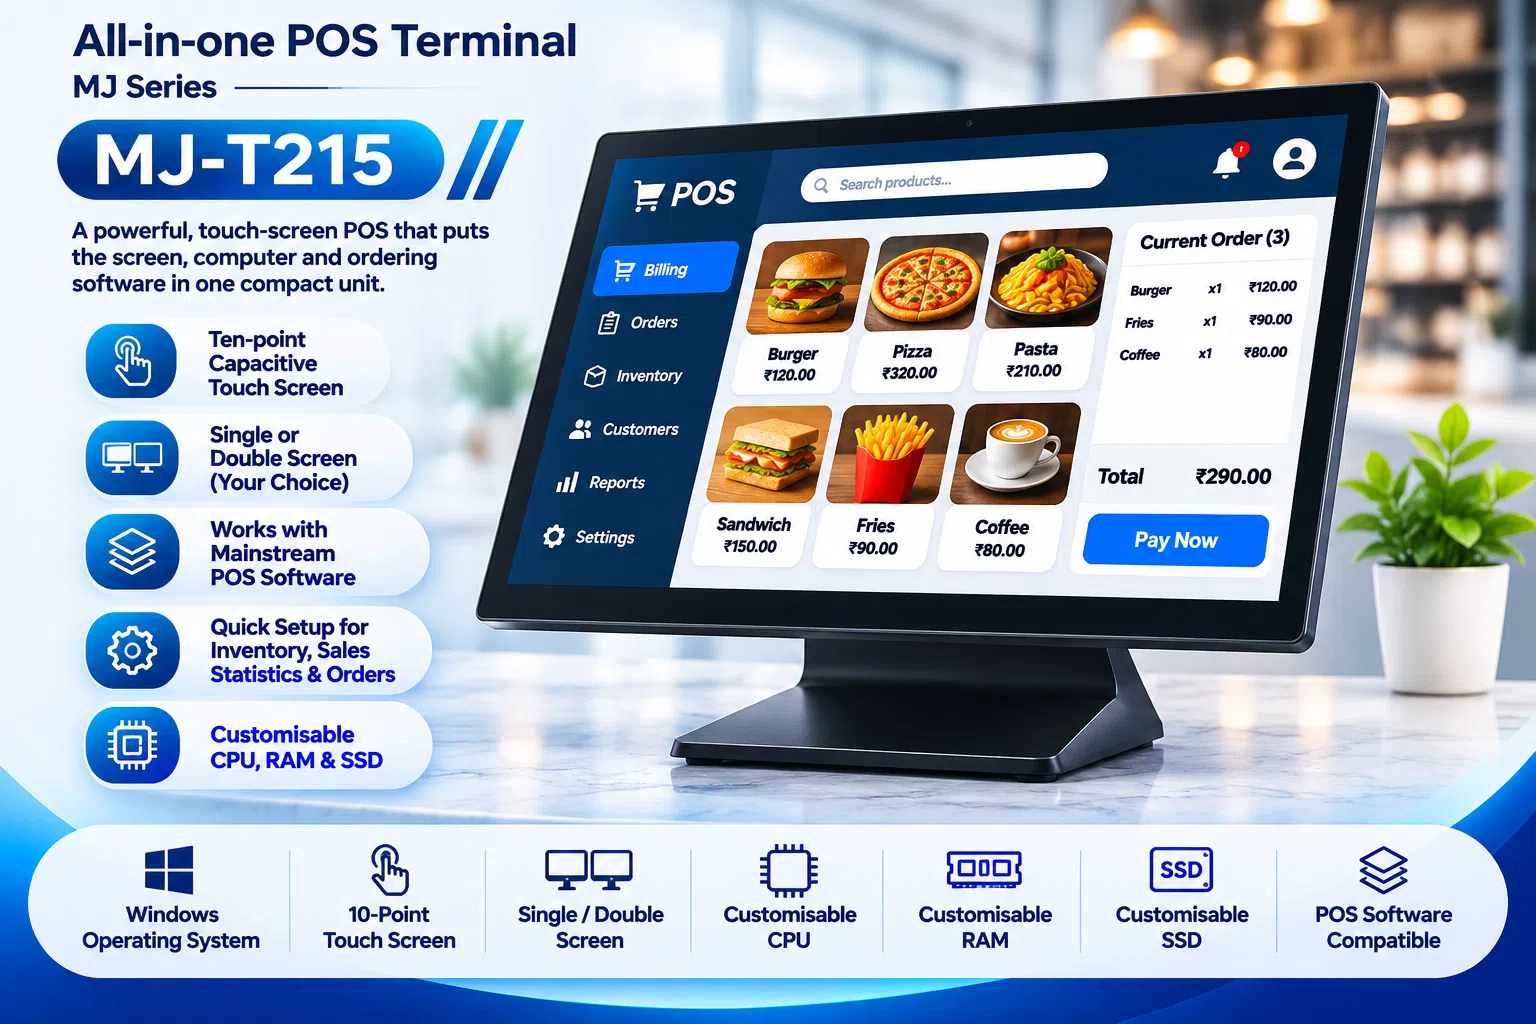 All-in-one POS Terminal
MJ Series
MJ-T215
A powerful, touch-screen POS that puts
the screen, computer and ordering
software in one compact unit.
Ten-point
Capacitive
Touch Screen
Single or
Double Screen
(Your Choice)
Works with
Mainstream
POS Software
Quick Setup for
Inventory, Sales
Statistics & Orders
Customisable
CPU, RAM & SSD
POS
Search products...
Billing
Orders
Inventory
Customers
Reports
Settings
Burger
₹120.00
Pizza
₹320.00
Pasta
₹210.00
Sandwich
₹150.00
Fries
₹90.00
Coffee
₹80.00
Current Order (3)
Burger x1 ₹120.00
Fries x1 ₹90.00
Coffee x1 ₹80.00
Total ₹290.00
Pay Now
Windows
Operating System
10-Point
Touch Screen
Single / Double
Screen
Customisable
CPU
Customisable
RAM
SSD
Customisable
SSD
POS Software
Compatible